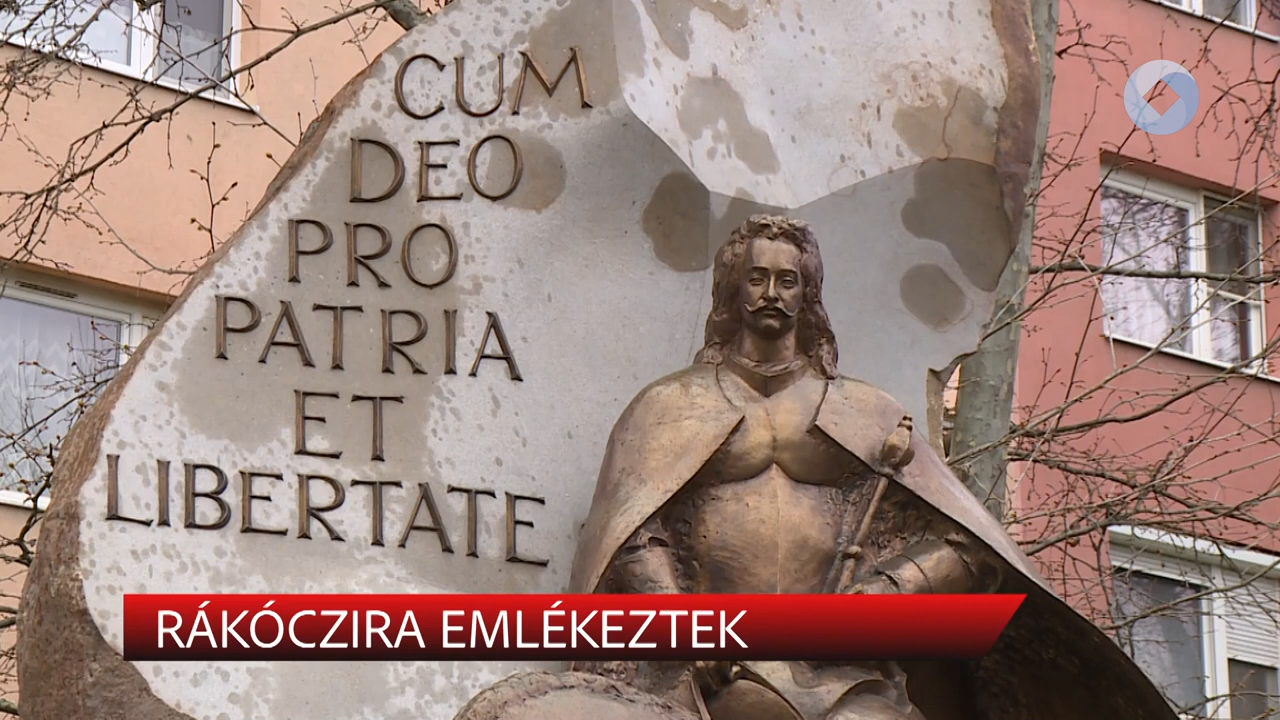 CUM
DEO
PRO
PATRIA
ET
LIBERTATE
RÁKÓCZIRA EMLÉKEZTEK